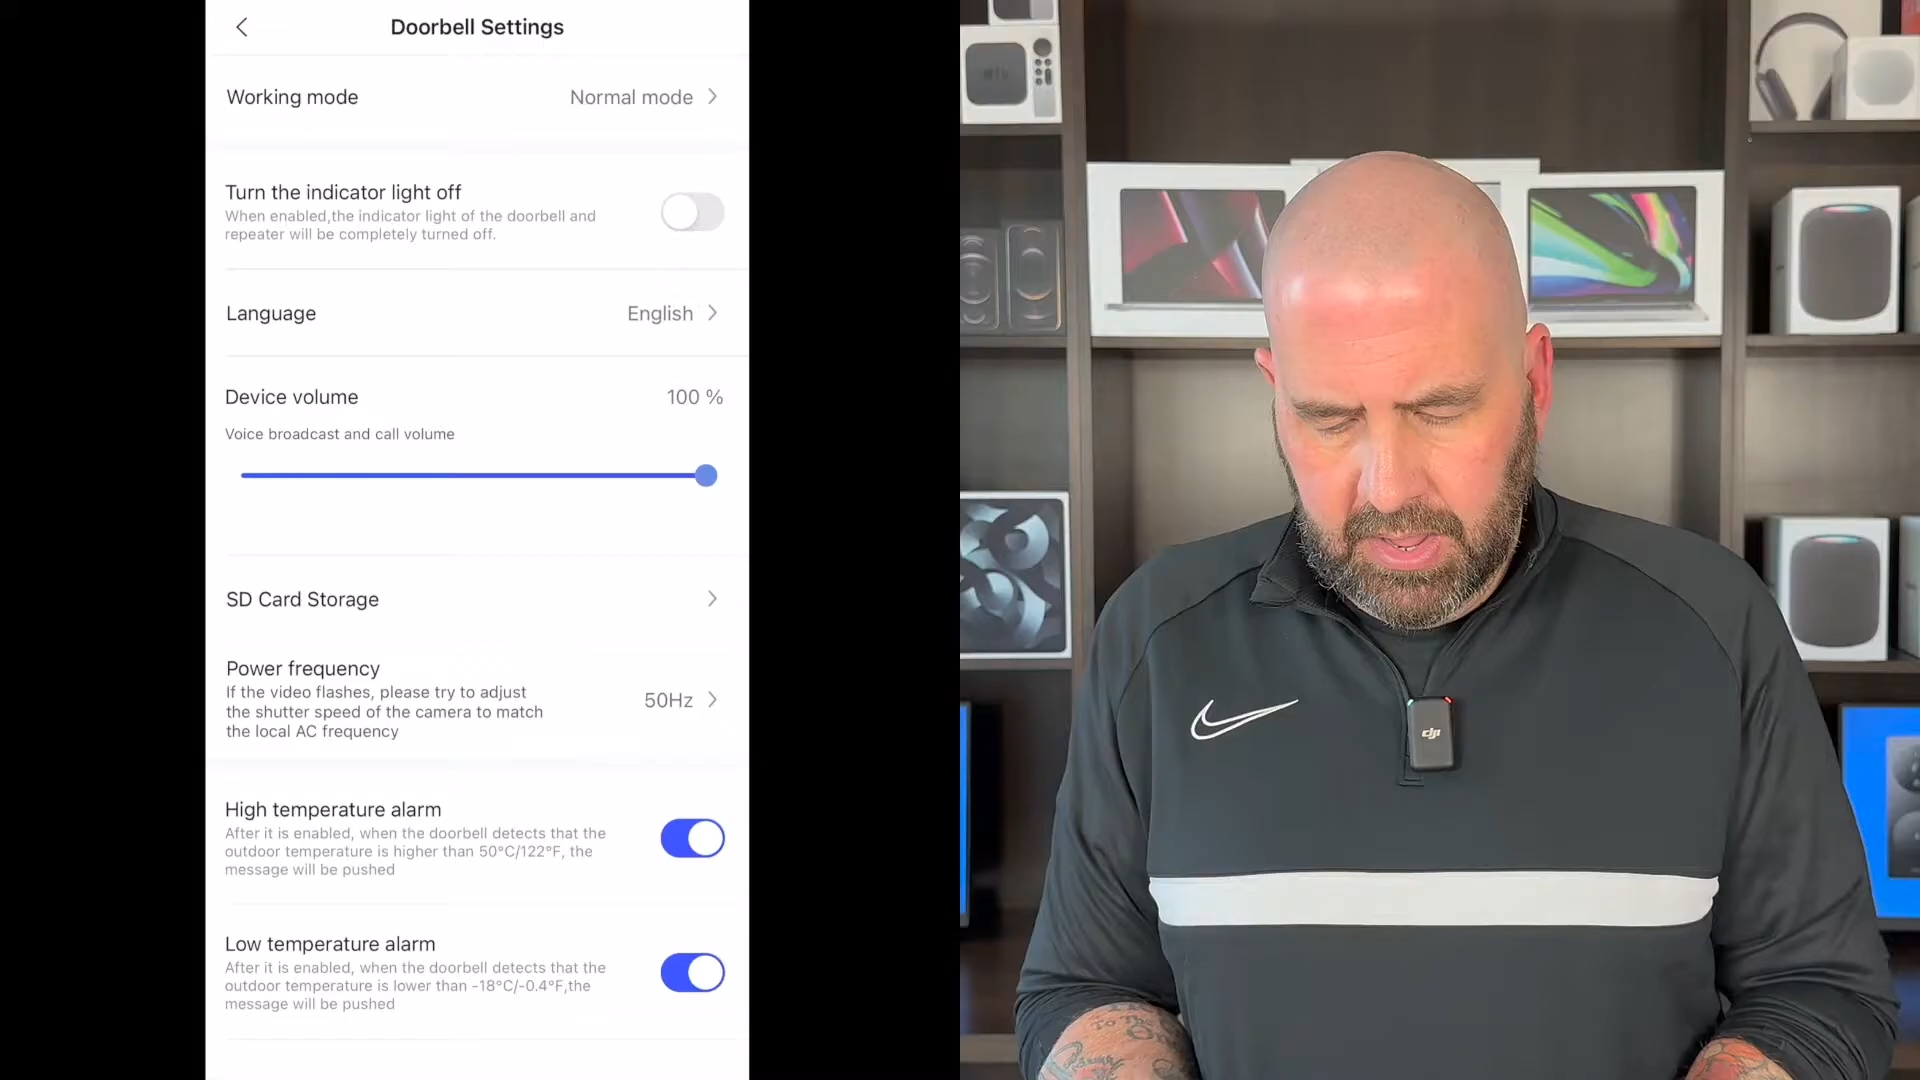 Doorbell Settings
Working mode
Normal mode
Turn the indicator light off
When enabled,the indicator light of the doorbell and
repeater will be completely turned off.
Language
English
Device volume
100 %
Voice broadcast and call volume
SD Card Storage
Power frequency
If the video flashes, please try to adjust
the shutter speed of the camera to match
the local AC frequency
50Hz
High temperature alarm
After it is enabled, when the doorbell detects that the
outdoor temperature is higher than 50°C/122°F, the
message will be pushed
Low temperature alarm
After it is enabled, when the doorbell detects that the
outdoor temperature is lower than -18°C/-0.4°F,the
message will be pushed
tv
dji
To The